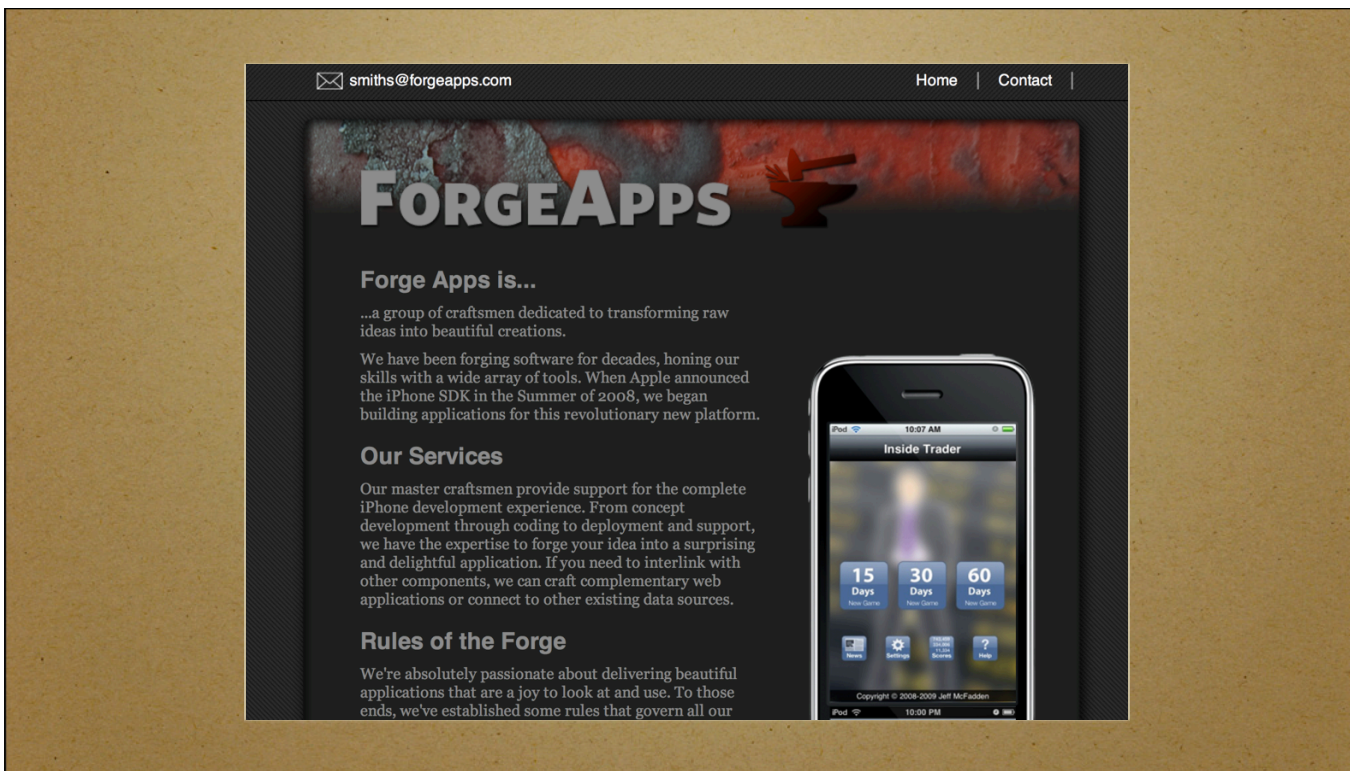 smiths@forgeapps.com
Home | Contact |
FORGEAPPS
Forge Apps is...
...a group of craftsmen dedicated to transforming raw
ideas into beautiful creations.
We have been forging software for decades, honing our
skills with a wide array of tools. When Apple announced
the iPhone SDK in the Summer of 2008, we began
building applications for this revolutionary new platform.
Our Services
Our master craftsmen provide support for the complete
iPhone development experience. From concept
development through coding to deployment and support,
we have the expertise to forge your idea into a surprising
and delightful application. If you need to interlink with
other components, we can craft complementary web
applications or connect to other existing data sources.
Rules of the Forge
We're absolutely passionate about delivering beautiful
applications that are a joy to look at and use. To those
ends, we've established some rules that govern all our
iPod 10:07 AM
Inside Trader
15 30 60
Days Days Days
New Game New Game New Game
News Settings Scores Help
Copyright © 2008-2009 Jeff McFadden
iPod 10:00 PM